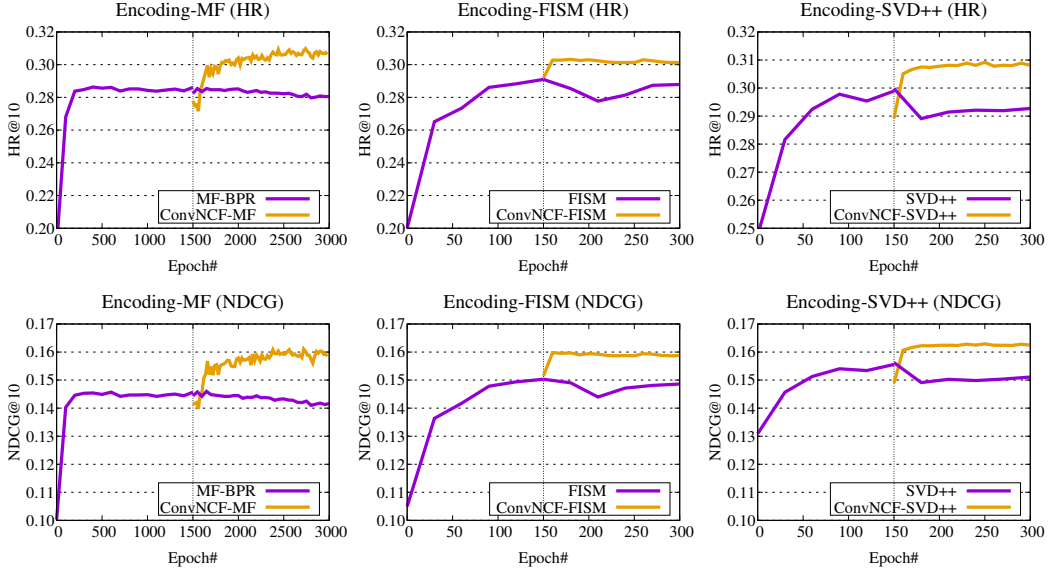 Encoding-MF (HR)
HR@10
0.32
0.30
0.28
0.26
0.24
0.22
0.20
MF-BPR
ConvNCF-MF
0 500 1000 1500 2000 2500 3000
Epoch#
Encoding-FISM (HR)
HR@10
0.32
0.30
0.28
0.26
0.24
0.22
0.20
FISM
ConvNCF-FISM
0 50 100 150 200 250 300
Epoch#
Encoding-SVD++ (HR)
HR@10
0.32
0.31
0.30
0.29
0.28
0.27
0.26
0.25
SVD++
ConvNCF-SVD++
0 50 100 150 200 250 300
Epoch#
Encoding-MF (NDCG)
NDCG@10
0.17
0.16
0.15
0.14
0.13
0.12
0.11
0.10
MF-BPR
ConvNCF-MF
0 500 1000 1500 2000 2500 3000
Epoch#
Encoding-FISM (NDCG)
NDCG@10
0.17
0.16
0.15
0.14
0.13
0.12
0.11
0.10
FISM
ConvNCF-FISM
0 50 100 150 200 250 300
Epoch#
Encoding-SVD++ (NDCG)
NDCG@10
0.17
0.16
0.15
0.14
0.13
0.12
0.11
0.10
SVD++
ConvNCF-SVD++
0 50 100 150 200 250 300
Epoch#